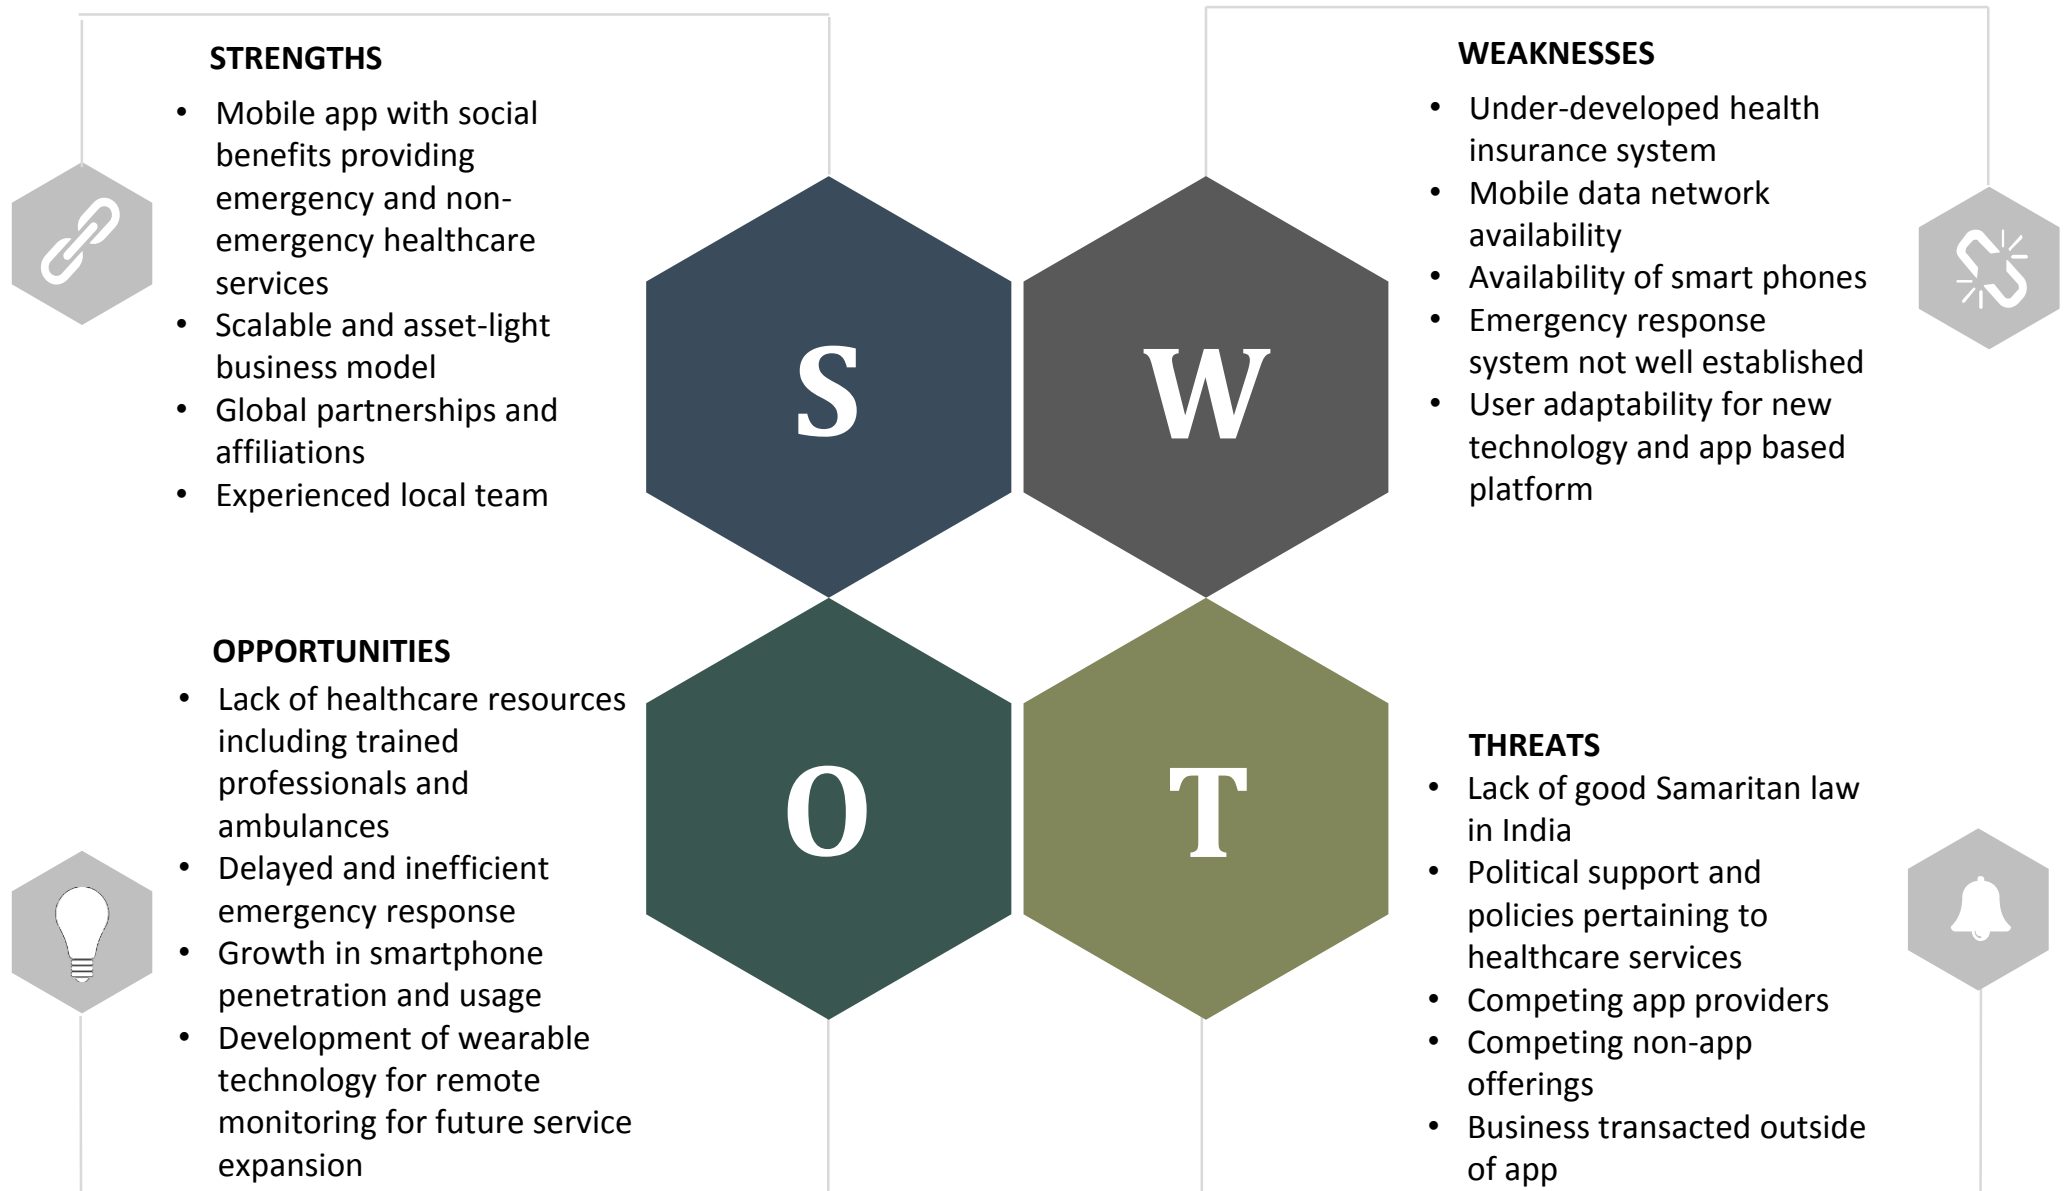 STRENGTHS
• Mobile app with social
benefits providing
emergency and non-
emergency healthcare
services
• Scalable and asset-light
business model
• Global partnerships and
affiliations
• Experienced local team
WEAKNESSES
• Under-developed health
insurance system
• Mobile data network
availability
• Availability of smart phones
• Emergency response
system not well established
• User adaptability for new
technology and app based
platform
S
W
O
T
OPPORTUNITIES
• Lack of healthcare resources
including trained
professionals and
ambulances
• Delayed and inefficient
emergency response
• Growth in smartphone
penetration and usage
• Development of wearable
technology for remote
monitoring for future service
expansion
THREATS
• Lack of good Samaritan law
in India
• Political support and
policies pertaining to
healthcare services
• Competing app providers
• Competing non-app
offerings
• Business transacted outside
of app